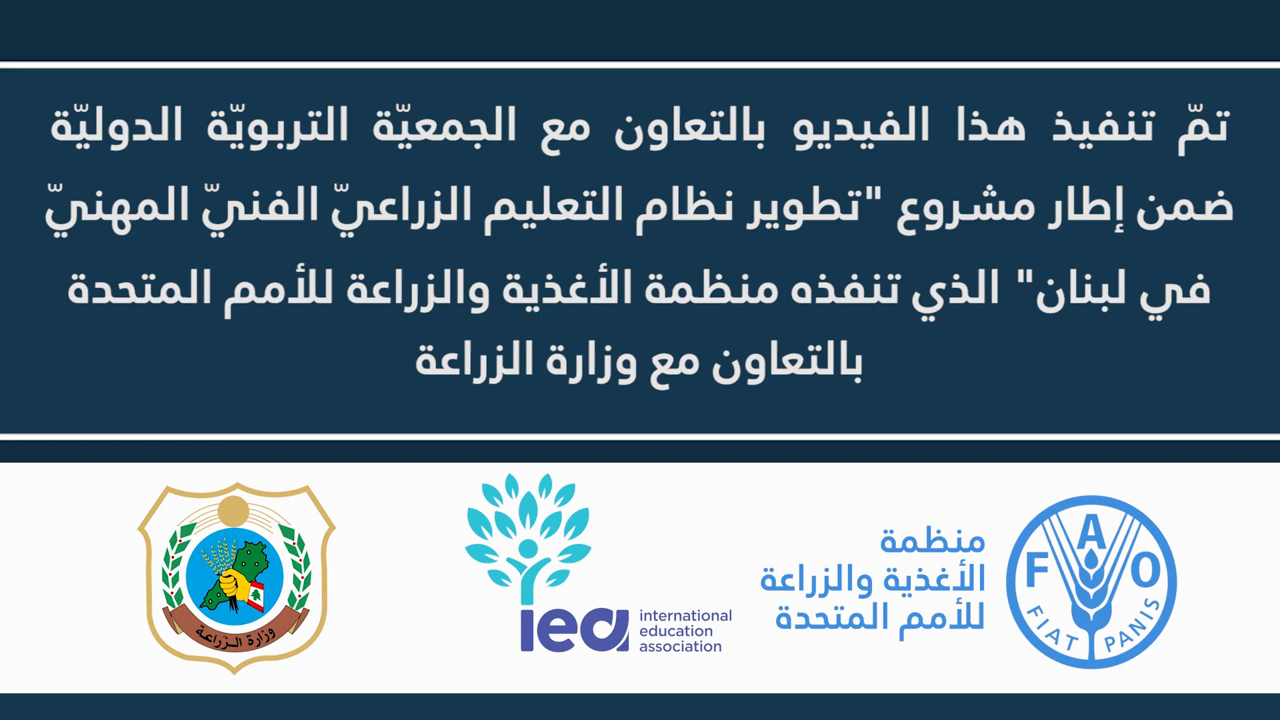 تمّ تنفيذ هذا الفيديو بالتعاون مع الجمعيّة التربويّة الدوليّة
ضمن إطار مشروع "تطوير نظام التعليم الزراعيّ الفنيّ المهنيّ
في لبنان" الذي تنفذه منظمة الأغذية والزراعة للأمم المتحدة
بالتعاون مع وزارة الزراعة
منظمة
الأغذية والزراعة
للأمم المتحدة
F A O
FIAT PANIS
iea
international
education
association
وزارة الزراعة